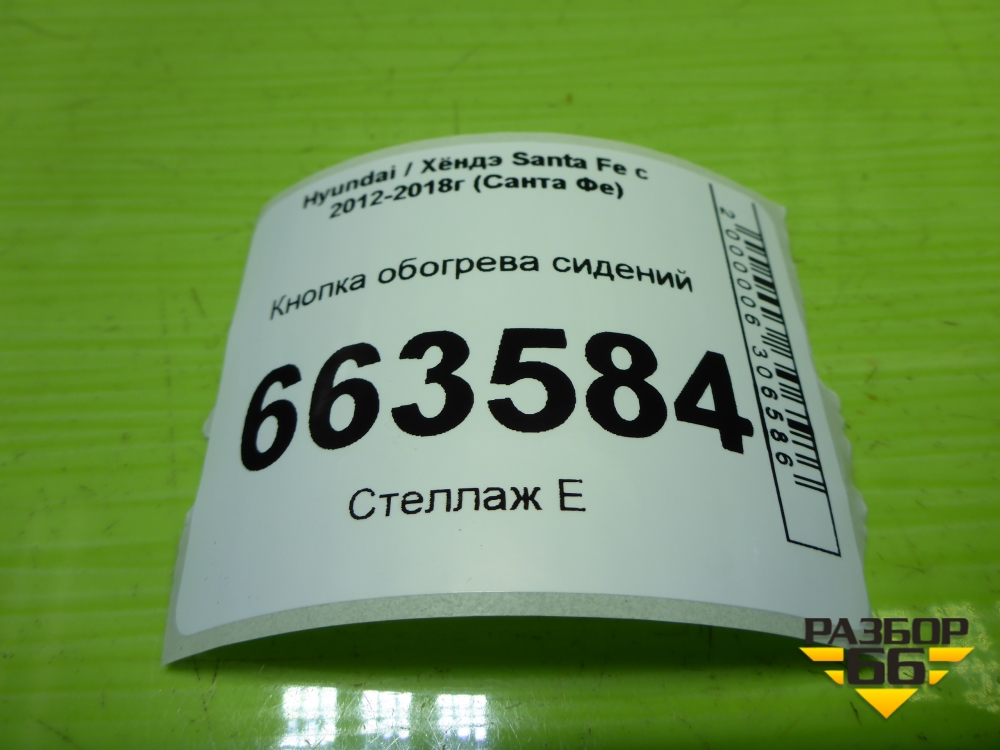 Hyundai / Хёндэ Santa Fe с
2012-2018г (Санта Фе)
Кнопка обогрева сидений
663584
Стеллаж Е
2000006306586
РАЗБОР
66